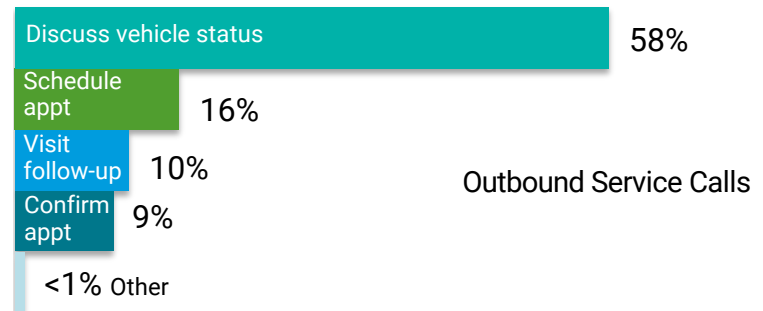 Discuss vehicle status
58%
Schedule
appt
16%
Visit
follow-up
10%
Outbound Service Calls
Confirm
appt
9%
<1% Other